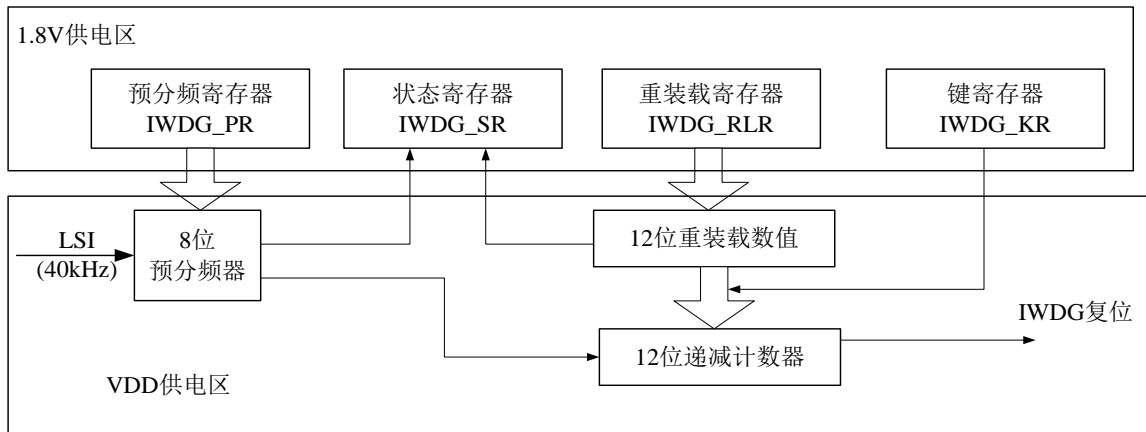 1.8V供电区
预分频寄存器
IWDG_PR
状态寄存器
IWDG_SR
重装载寄存器
IWDG_RLR
键寄存器
IWDG_KR
LSI
(40kHz)
8位
预分频器
12位重装载数值
IWDG复位
12位递减计数器
VDD供电区